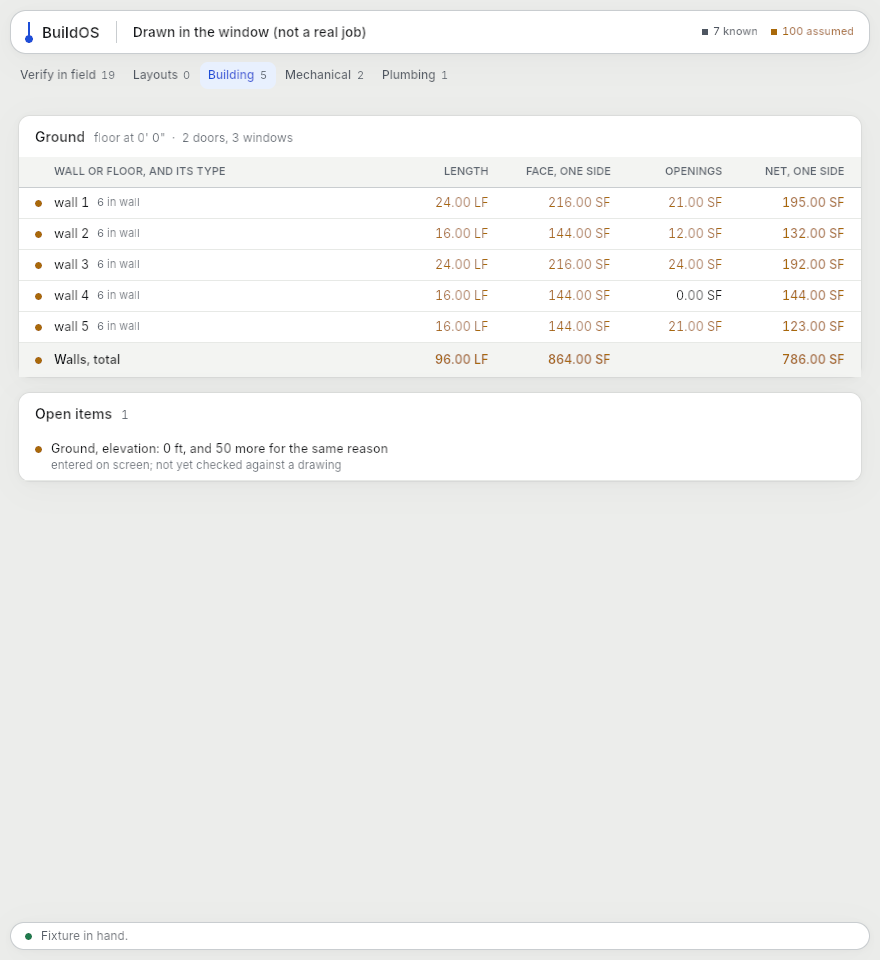 BuildOS Drawn in the window (not a real job) 7 known 100 assumed
Verify in field 19 Layouts 0 Building 5 Mechanical 2 Plumbing 1
Ground floor at 0' 0" · 2 doors, 3 windows
WALL OR FLOOR, AND ITS TYPE LENGTH FACE, ONE SIDE OPENINGS NET, ONE SIDE
wall 1 6 in wall 24.00 LF 216.00 SF 21.00 SF 195.00 SF
wall 2 6 in wall 16.00 LF 144.00 SF 12.00 SF 132.00 SF
wall 3 6 in wall 24.00 LF 216.00 SF 24.00 SF 192.00 SF
wall 4 6 in wall 16.00 LF 144.00 SF 0.00 SF 144.00 SF
wall 5 6 in wall 16.00 LF 144.00 SF 21.00 SF 123.00 SF
Walls, total 96.00 LF 864.00 SF 786.00 SF
Open items 1
Ground, elevation: 0 ft, and 50 more for the same reason
entered on screen; not yet checked against a drawing
Fixture in hand.